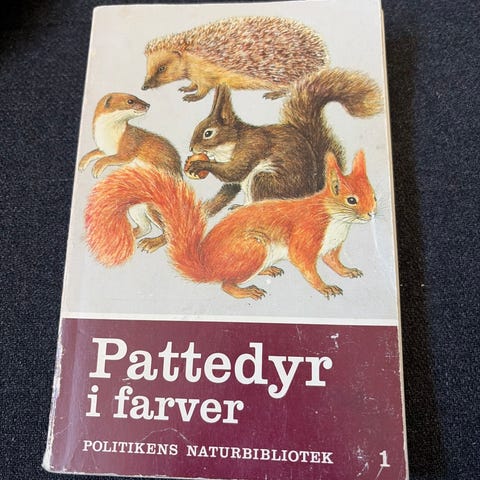 Pattedyr
i farver
POLITIKENS NATURBIBLIOTEK 1